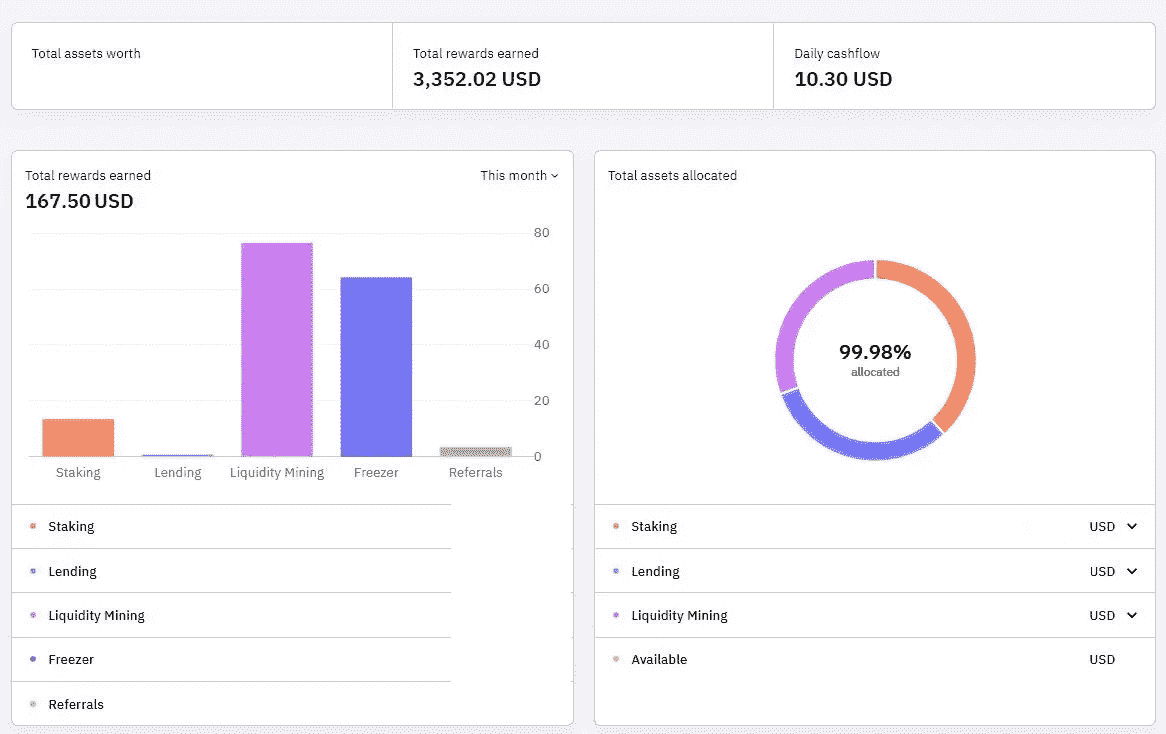 Total assets worth
Total rewards earned
3,352.02 USD
Daily cashflow
10.30 USD
Total rewards earned
This month
167.50 USD
80
60
40
20
0
Staking
Lending
Liquidity Mining
Freezer
Referrals
Staking
Lending
Liquidity Mining
Freezer
Referrals
Total assets allocated
99.98%
allocated
Staking USD
Lending USD
Liquidity Mining USD
Available USD